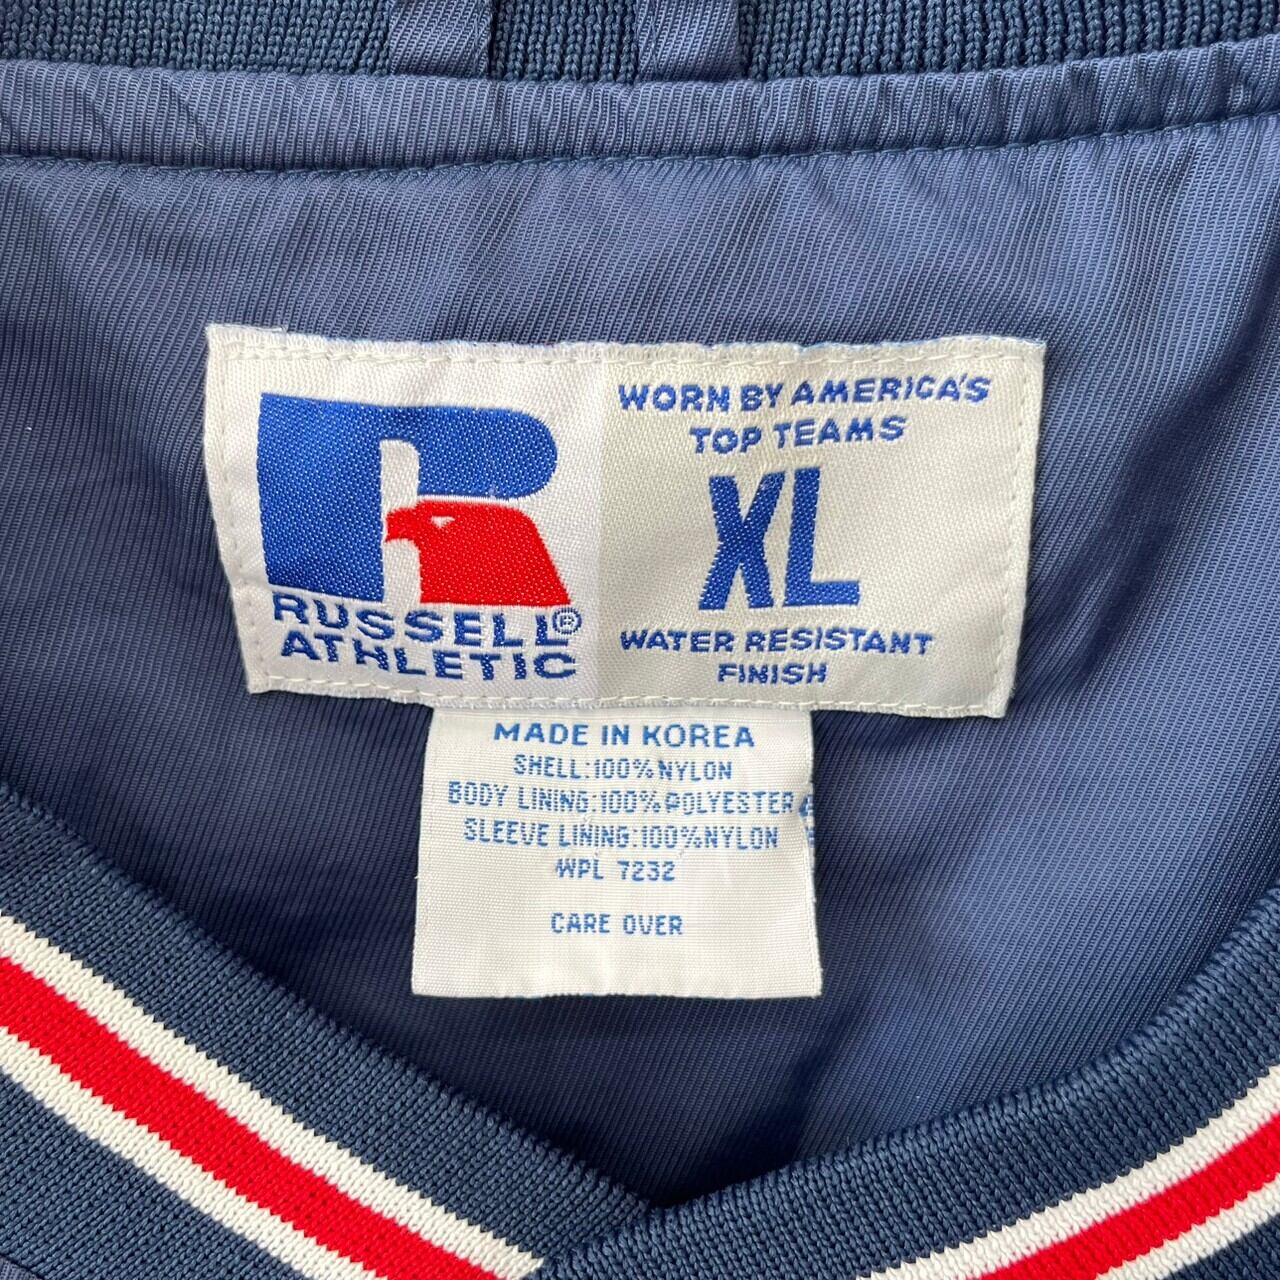 RUSSELL®
ATHLETIC
WORN BY AMERICA'S
TOP TEAMS
XL
WATER RESISTANT
FINISH
MADE IN KOREA
SHELL:100% NYLON
BODY LINING:100% POLYESTER
SLEEVE LINING:100%NYLON
WPL 7232
CARE OVER